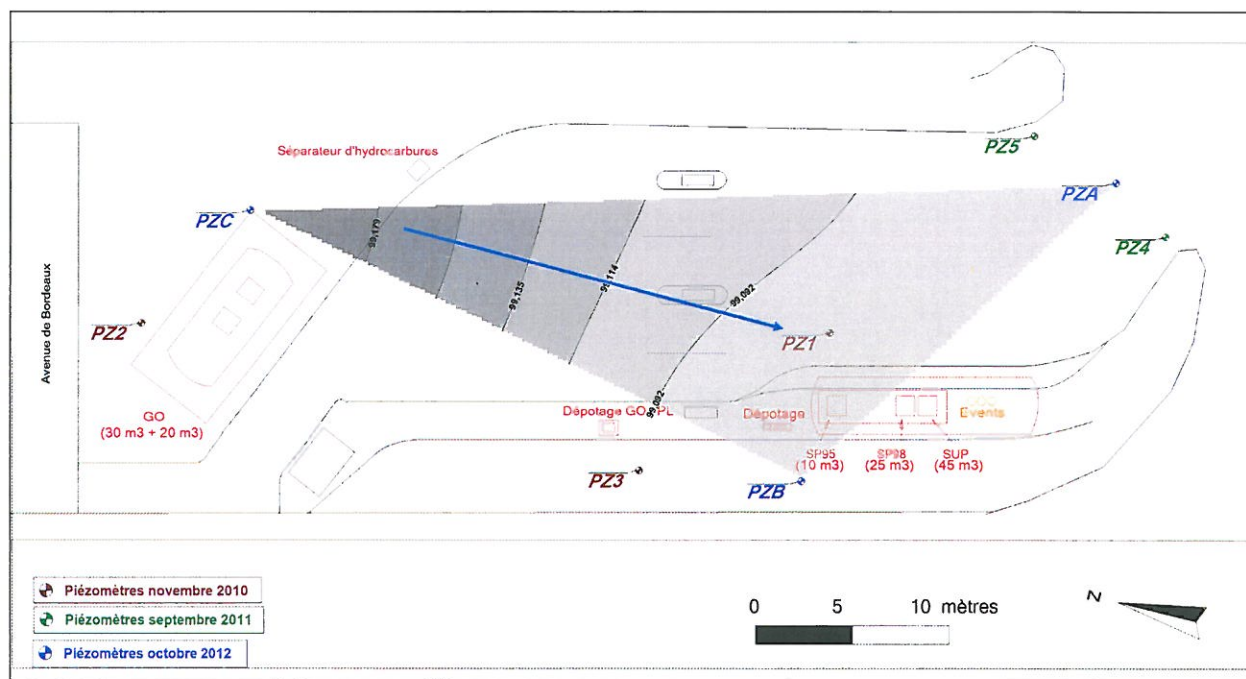 Séparateur d'hydrocarbures
PZ5
PZA
PZC
PZ4
99,179
99,135
99,114
99,092
Avenue de Bordeaux
PZ2
PZ1
99,092
GO
(30 m3 + 20 m3)
Dépotage GO
PL
Dépotage
Events
SP95
(10 m3)
SP98
(25 m3)
SUP
(45 m3)
PZ3
PZB
Piézomètres novembre 2010
Piézomètres septembre 2011
Piézomètres octobre 2012
0 5 10 mètres
N